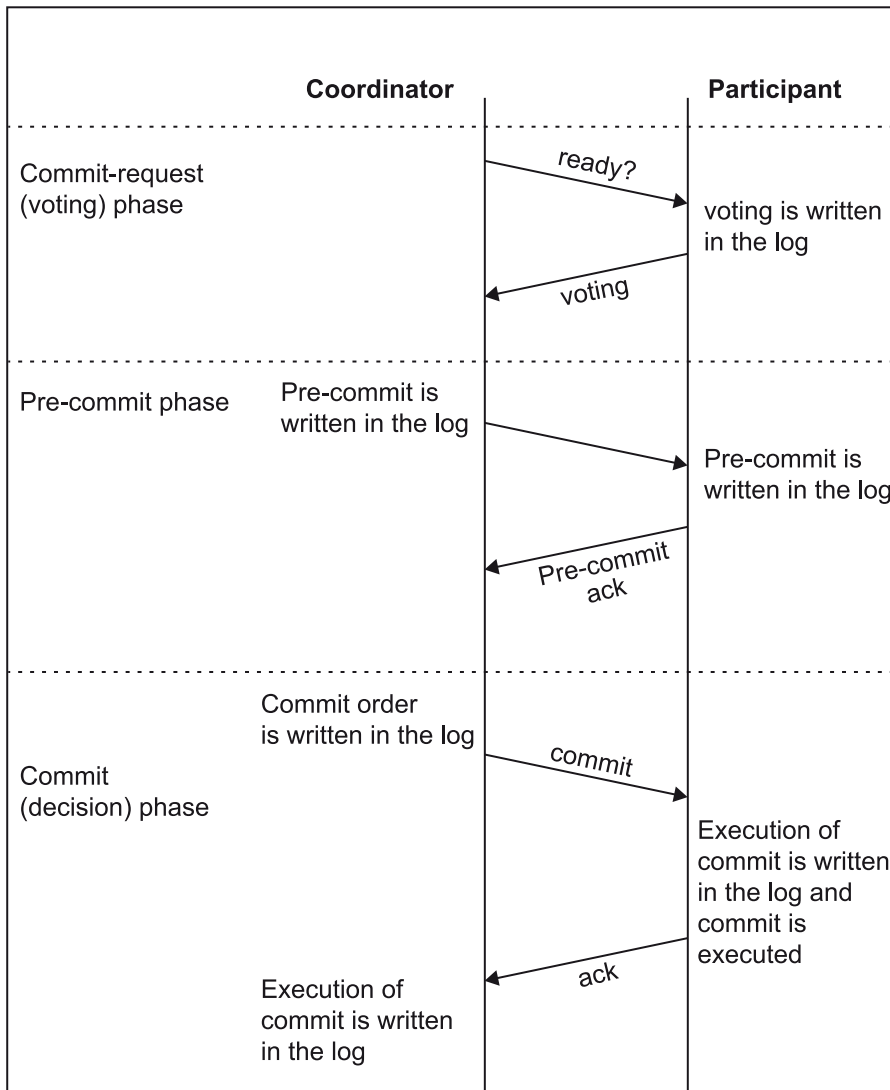 Coordinator
Participant
Commit-request
(voting) phase
ready?
voting is written
in the log
voting
Pre-commit phase
Pre-commit is
written in the log
Pre-commit is
written in the log
Pre-commit
ack
Commit order
is written in the log
Commit
(decision) phase
commit
Execution of
commit is written
in the log and
commit is
executed
ack
Execution of
commit is written
in the log